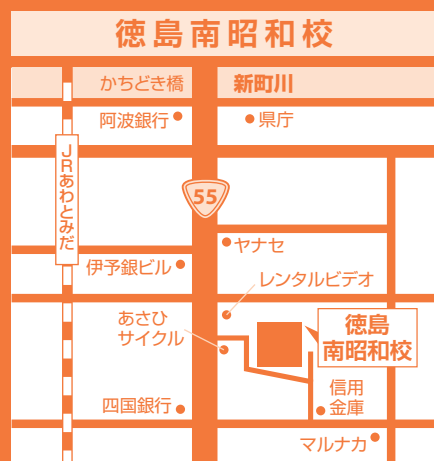 徳島南昭和校
かちどき橋
新町川
阿波銀行
県庁
JRあわとみだ
55
ヤナセ
伊予銀ビル
レンタルビデオ
あさひ
サイクル
徳島
南昭和校
信用
金庫
四国銀行
マルナカ